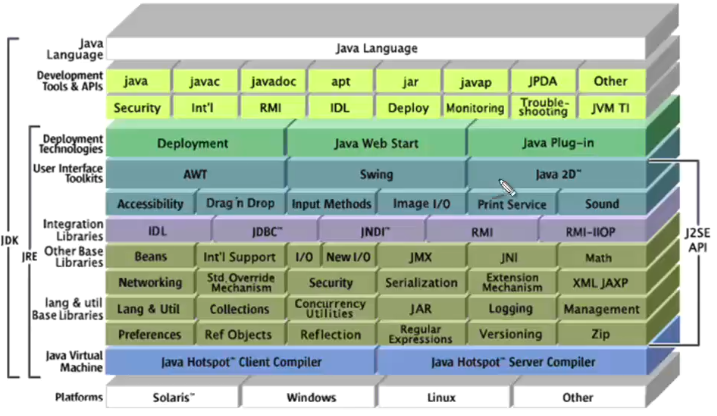 Java Language
Java Language
Development Tools & APIs
java javac javadoc apt jar javap JPDA Other
Security Int'l RMI IDL Deploy Monitoring Trouble-shooting JVM TI
Deployment Technologies
Deployment Java Web Start Java Plug-in
User Interface Toolkits
AWT Swing Java 2D™
Accessibility Drag 'n Drop Input Methods Image I/O Print Service Sound
Integration Libraries
IDL JDBC™ JNDI™ RMI RMI-IIOP
Other Base Libraries
Beans Int'l Support I/O New I/O JMX JNI Math
Networking Std. Override Mechanism Security Serialization Extension Mechanism XML JAXP
lang & util Base Libraries
Lang & Util Collections Concurrency Utilities JAR Logging Management
Preferences Ref Objects Reflection Regular Expressions Versioning Zip
Java Virtual Machine
Java Hotspot™ Client Compiler Java Hotspot™ Server Compiler
Platforms
Solaris™ Windows Linux Other
JDK
JRE
J2SE API